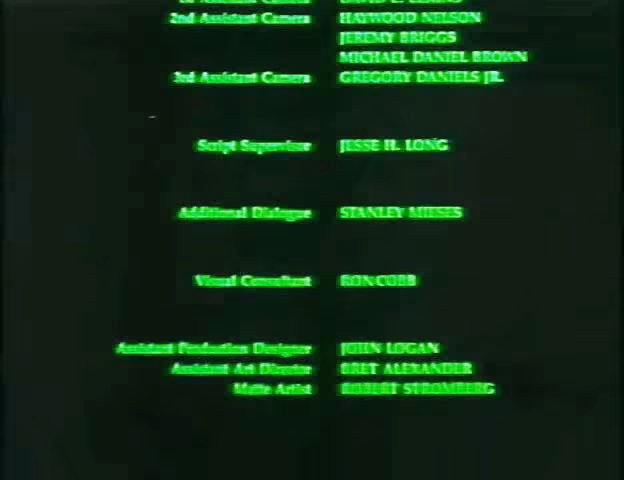 2nd Assistant Camera HAYWOOD NELSON
JEREMY BRIGGS
MICHAEL DANIEL BROWN
3rd Assistant Camera GREGORY DANIELS JR.
Script Supervisor JESSE H. LONG
Additional Dialogue STANLEY MIESES
Visual Consultant RON COBB
Assistant Production Designer JOHN LOGAN
Assistant Art Director BRET ALEXANDER
Matte Artist ROBERT STROMBERG